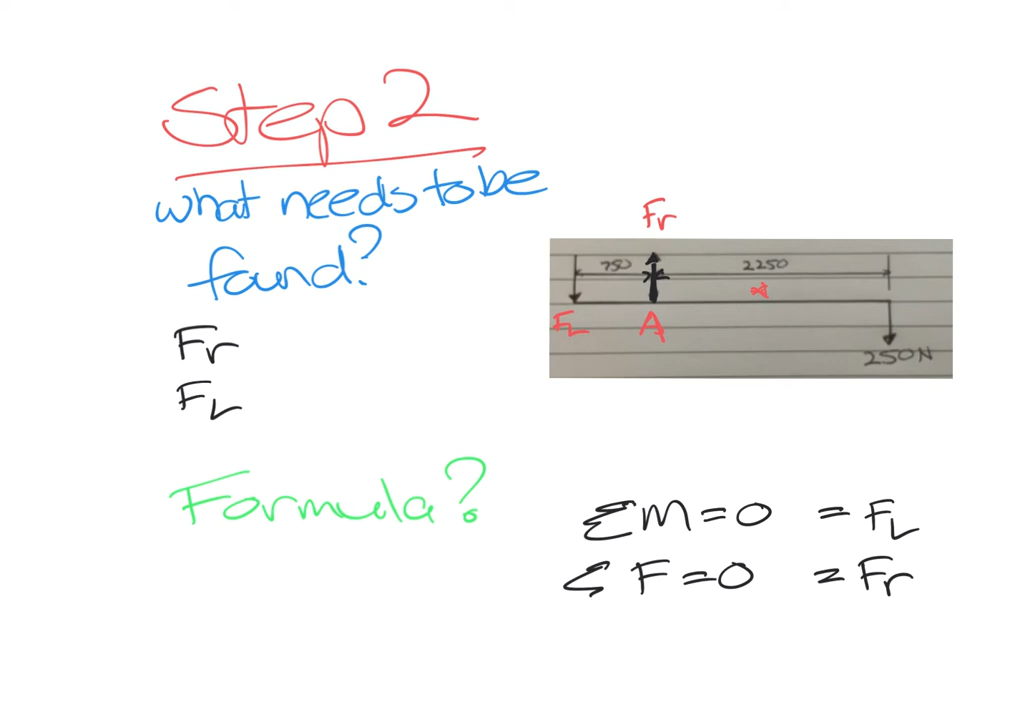 Step 2
what needs to be
found?
Fr
FL
Formula?
Fr
750 2250
FL A
250N
ΣM=0 = FL
ΣF=0 = Fr